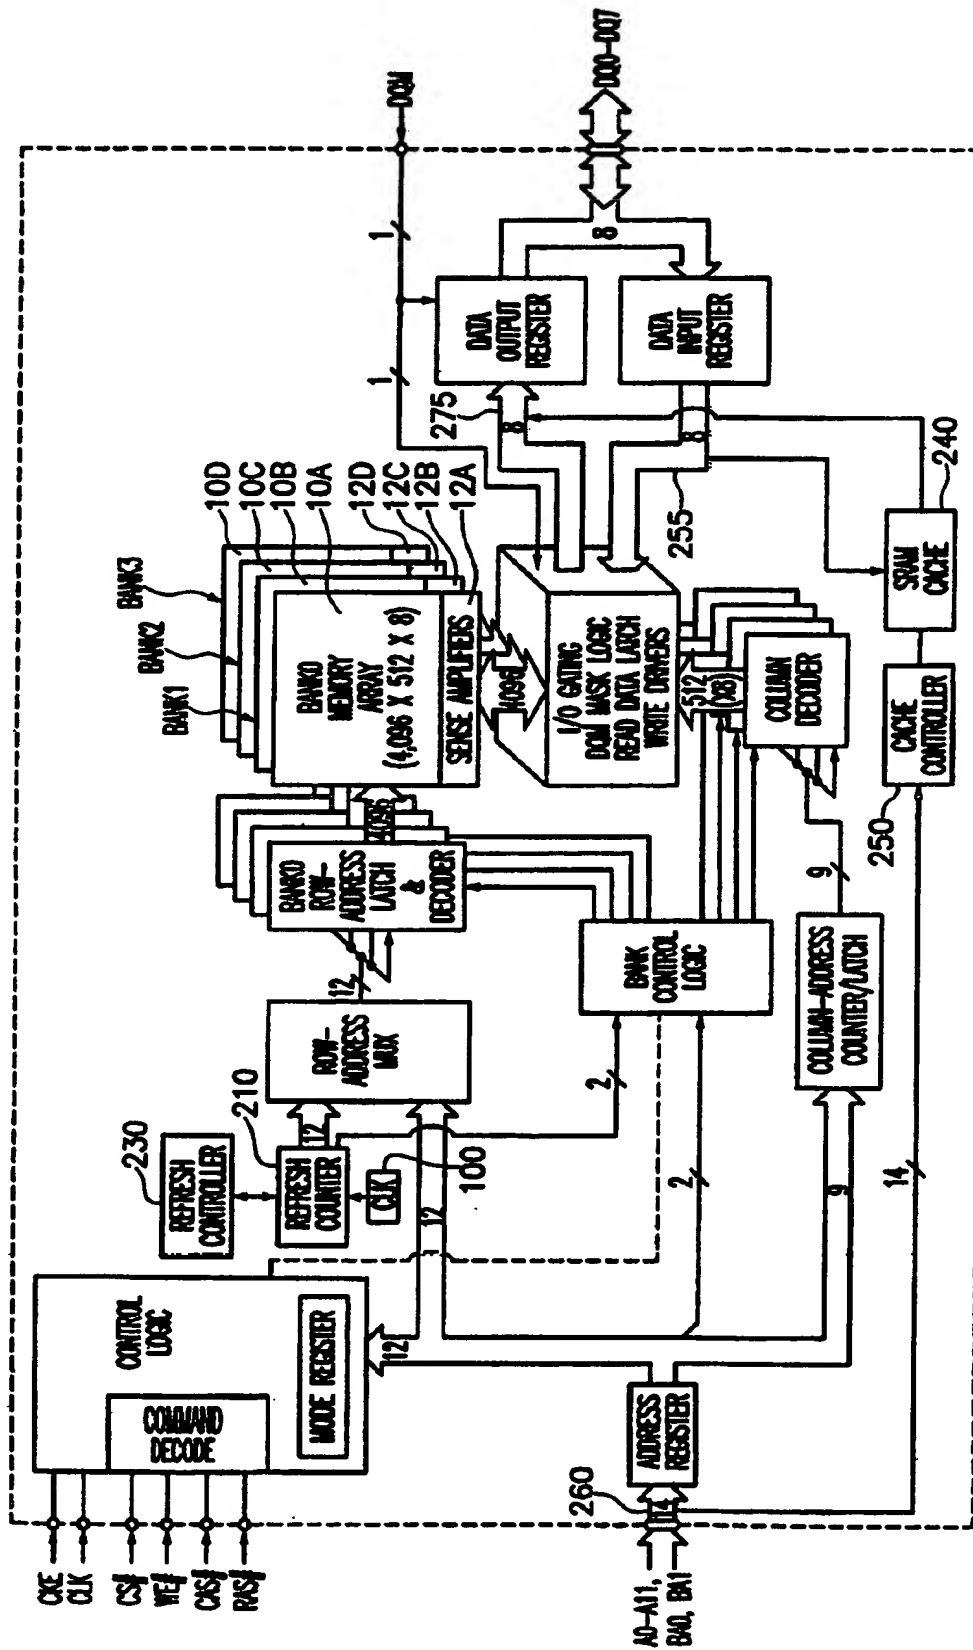 CKE
CLK
CS#
WE#
CAS#
RAS#
CONTROL
LOGIC
COMMAND
DECODE
MODE REGISTER
12
230
REFRESH
CONTROLLER
210
REFRESH
COUNTER
CLK
100
12
12
ROW-
ADDRESS
MUX
12
BANK0
ROW-
ADDRESS
LATCH
&
DECODER
4096
BANK3
BANK2
BANK1
10D
10C
10B
10A
12D
12C
12B
12A
BANK0
MEMORY
ARRAY
(4,096 X 512 X 8)
SENSE AMPLIFIERS
4096
I/O GATING
DQM MASK LOGIC
READ DATA LATCH
WRITE DRIVERS
512
(X8)
COLUMN
DECODER
2
2
BANK
CONTROL
LOGIC
9
COLUMN-ADDRESS
COUNTER/LATCH
9
A0-A11,
BA0, BA1
260
14
ADDRESS
REGISTER
14
250
CACHE
CONTROLLER
SRAM
CACHE
240
255
275
8
8
1
1
DQM
DATA
OUTPUT
REGISTER
DATA
INPUT
REGISTER
8
DQ0-DQ7